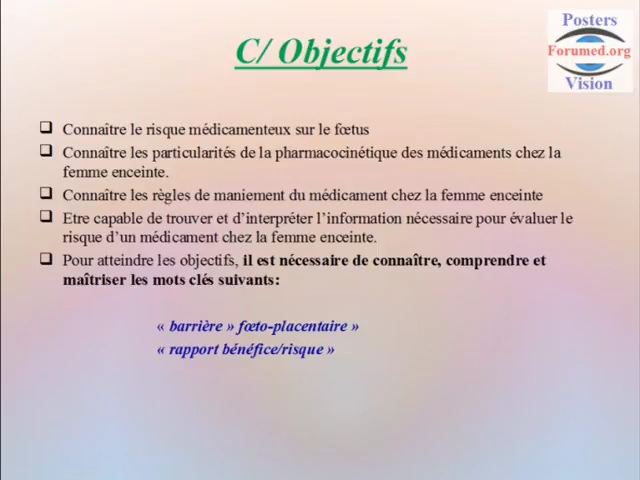 C/ Objectifs
Posters
Forumed.org
Vision
❑ Connaître le risque médicamenteux sur le fœtus
❑ Connaître les particularités de la pharmacocinétique des médicaments chez la
femme enceinte.
❑ Connaître les règles de maniement du médicament chez la femme enceinte
❑ Etre capable de trouver et d’interpréter l’information nécessaire pour évaluer le
risque d’un médicament chez la femme enceinte.
❑ Pour atteindre les objectifs, il est nécessaire de connaître, comprendre et
maîtriser les mots clés suivants:
« barrière » fœto-placentaire »
« rapport bénéfice/risque »